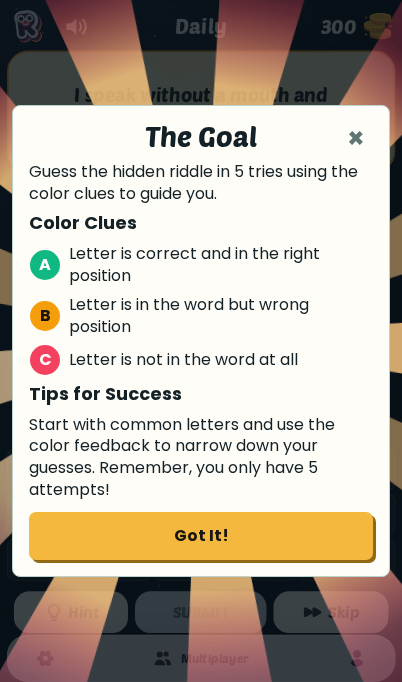 Daily
300
I speak without a mouth and
The Goal
Guess the hidden riddle in 5 tries using the
color clues to guide you.
Color Clues
A Letter is correct and in the right
position
B Letter is in the word but wrong
position
C Letter is not in the word at all
Tips for Success
Start with common letters and use the
color feedback to narrow down your
guesses. Remember, you only have 5
attempts!
Got It!
Hint
SUBMIT
Skip
Multiplayer